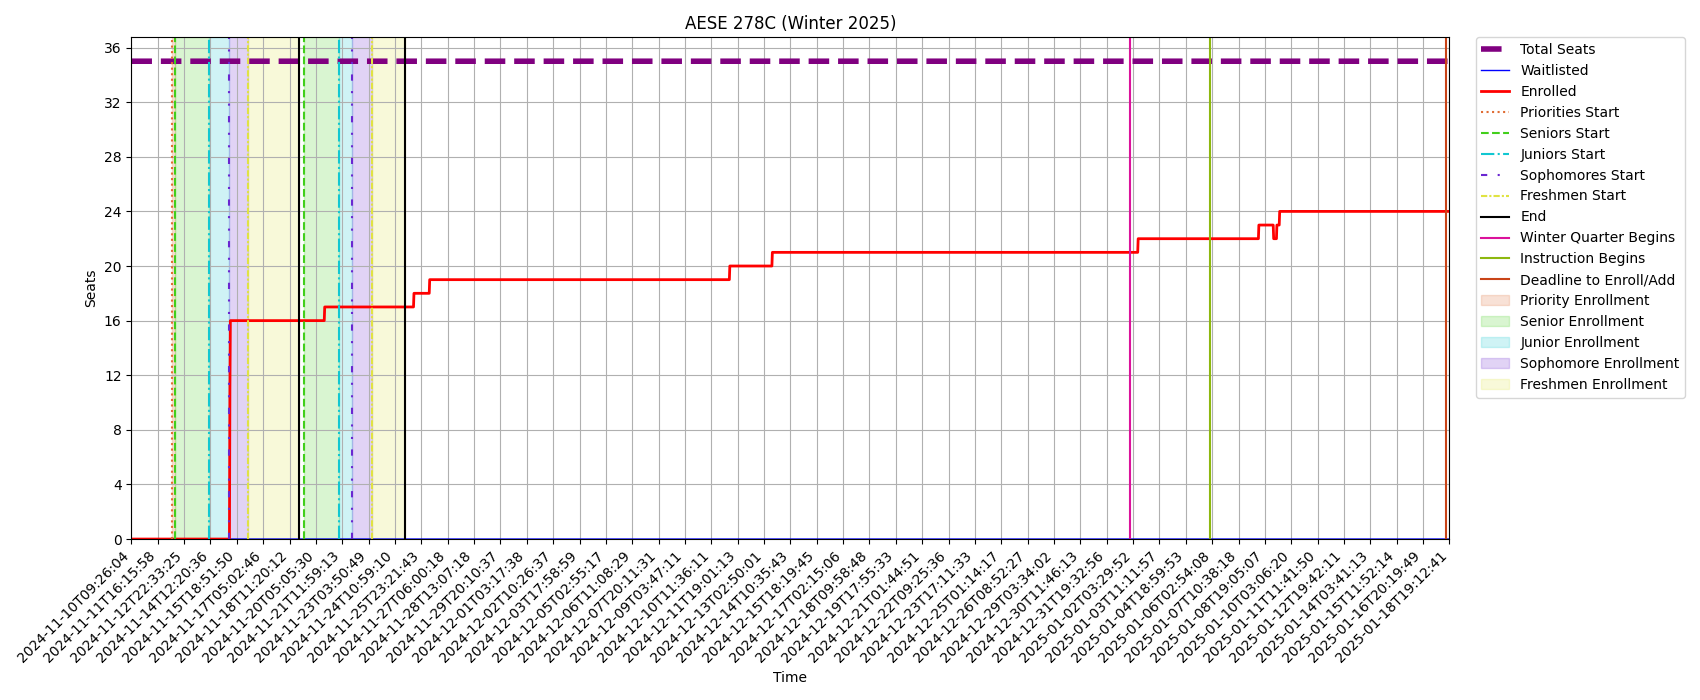 AESE 278C (Winter 2025)
36
32
28
24
20
16
12
8
4
0
Seats
2024-11-10T09:26:04
2024-11-11T16:15:58
2024-11-12T22:33:25
2024-11-14T12:20:36
2024-11-15T18:51:50
2024-11-17T05:02:46
2024-11-18T11:20:12
2024-11-20T05:05:30
2024-11-21T11:59:13
2024-11-23T03:50:49
2024-11-24T10:59:10
2024-11-25T23:21:43
2024-11-27T06:00:18
2024-11-28T13:07:18
2024-11-29T20:10:37
2024-12-01T03:17:38
2024-12-02T10:26:37
2024-12-03T17:58:59
2024-12-05T02:55:17
2024-12-06T11:08:29
2024-12-07T20:11:31
2024-12-09T03:47:11
2024-12-10T11:36:11
2024-12-11T19:01:13
2024-12-13T02:50:01
2024-12-14T10:35:43
2024-12-15T18:19:45
2024-12-17T02:15:06
2024-12-18T09:58:48
2024-12-19T17:55:33
2024-12-21T01:44:51
2024-12-22T09:25:36
2024-12-23T17:11:33
2024-12-25T01:14:17
2024-12-26T08:52:27
2024-12-29T03:34:02
2024-12-30T11:46:13
2024-12-31T19:32:56
2025-01-02T03:29:52
2025-01-03T11:11:57
2025-01-04T18:59:53
2025-01-06T02:54:08
2025-01-07T10:38:18
2025-01-08T19:05:07
2025-01-10T03:06:20
2025-01-11T11:41:50
2025-01-12T19:42:11
2025-01-14T03:41:13
2025-01-15T11:52:14
2025-01-16T20:19:49
2025-01-18T19:12:41
Time
Total Seats
Waitlisted
Enrolled
Priorities Start
Seniors Start
Juniors Start
Sophomores Start
Freshmen Start
End
Winter Quarter Begins
Instruction Begins
Deadline to Enroll/Add
Priority Enrollment
Senior Enrollment
Junior Enrollment
Sophomore Enrollment
Freshmen Enrollment